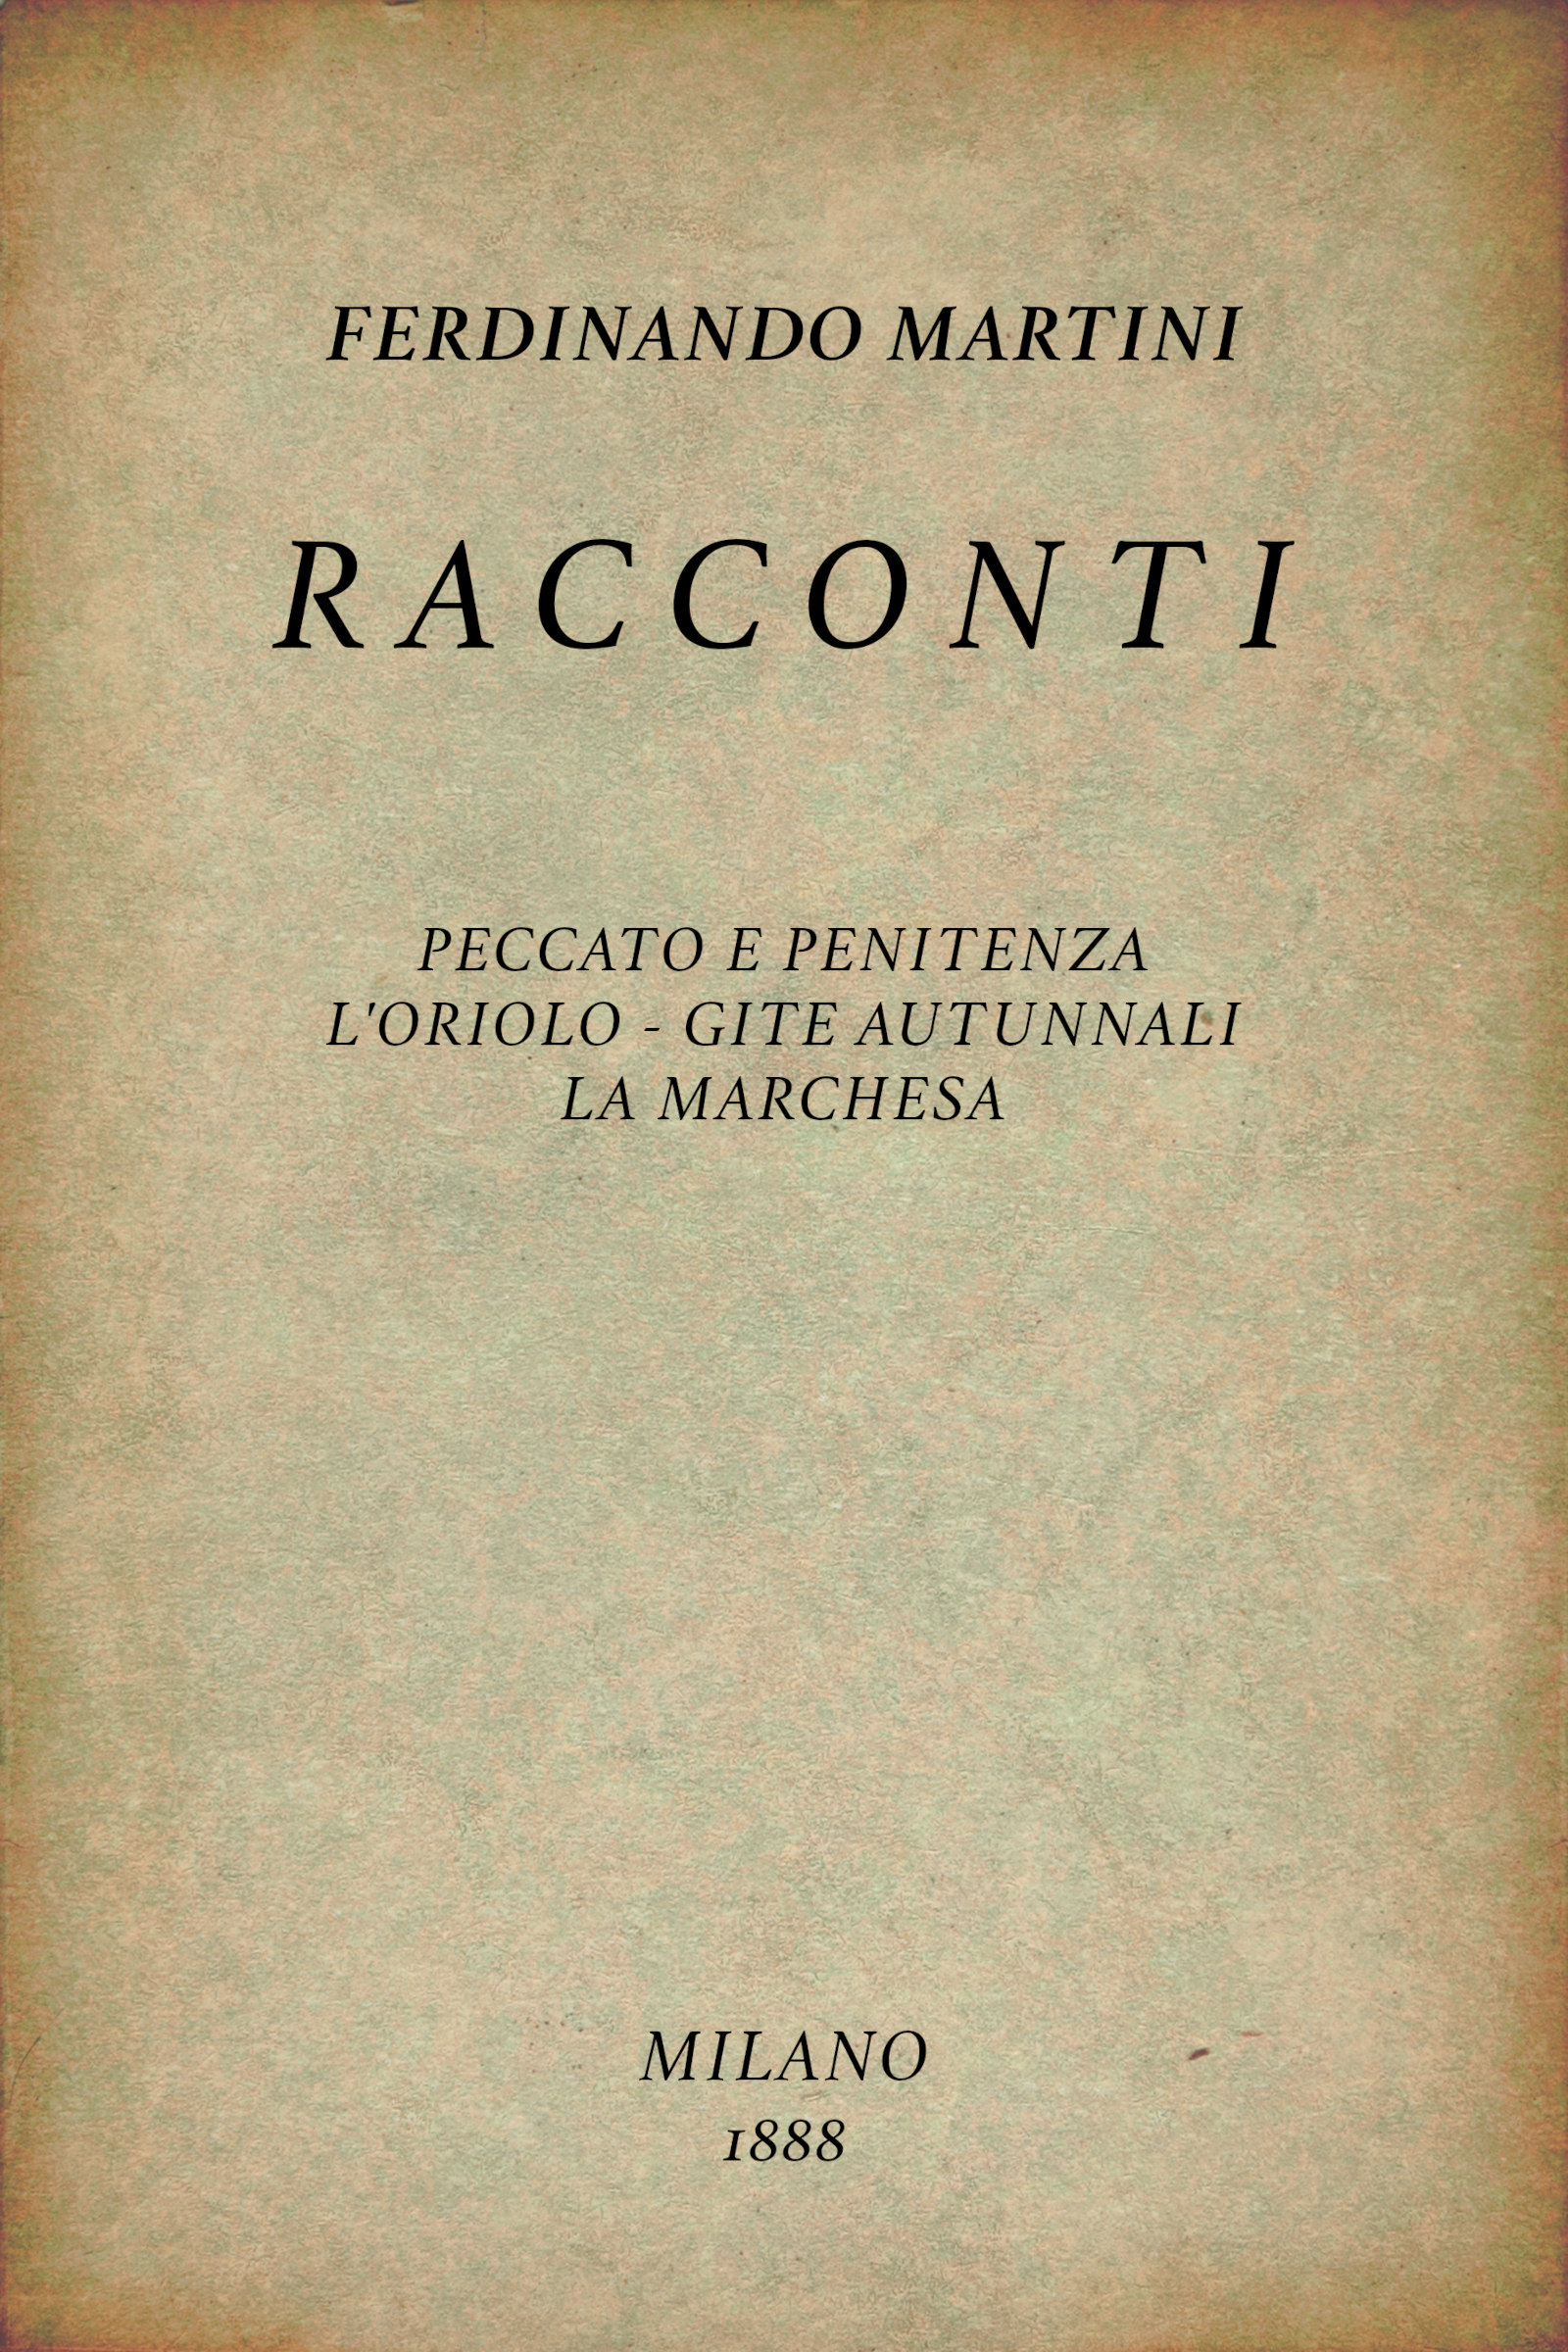 FERDINANDO MARTINI
RACCONTI
PECCATO E PENITENZA
L'ORIOLO - GITE AUTUNNALI
LA MARCHESA
MILANO
1888